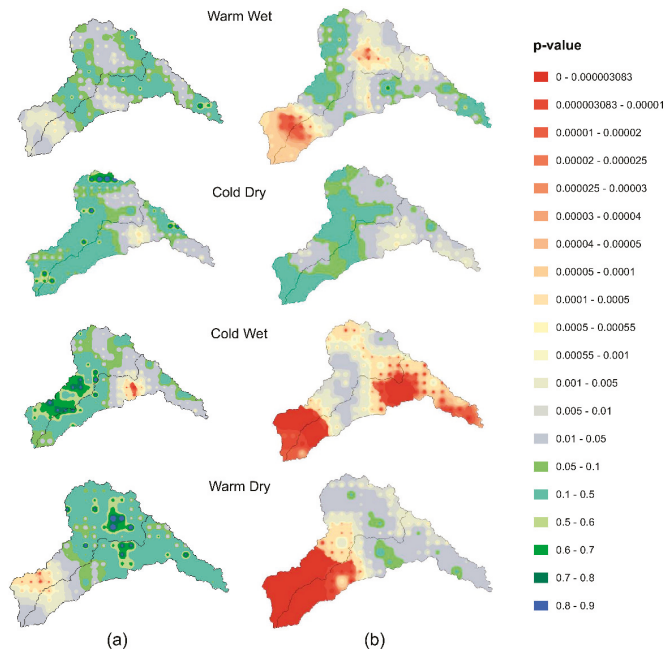 Warm Wet
Cold Dry
Cold Wet
Warm Dry
(a)
(b)
p-value
0 - 0.000003083
0.000003083 - 0.00001
0.00001 - 0.00002
0.00002 - 0.000025
0.000025 - 0.00003
0.00003 - 0.00004
0.00004 - 0.00005
0.00005 - 0.0001
0.0001 - 0.0005
0.0005 - 0.00055
0.00055 - 0.001
0.001 - 0.005
0.005 - 0.01
0.01 - 0.05
0.05 - 0.1
0.1 - 0.5
0.5 - 0.6
0.6 - 0.7
0.7 - 0.8
0.8 - 0.9